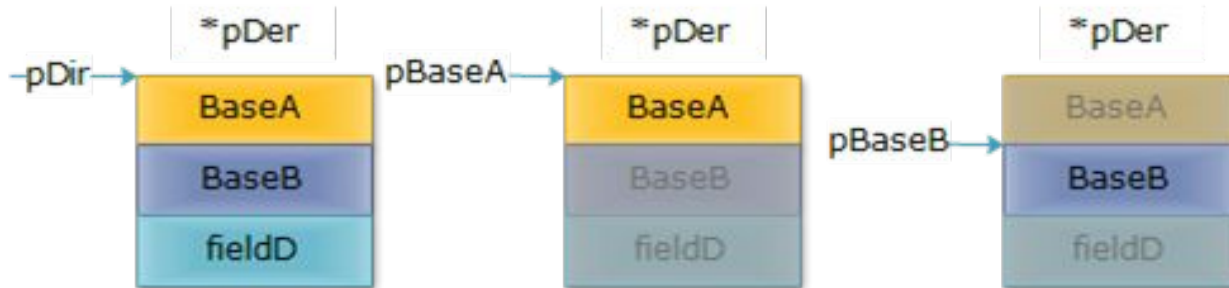 *pDer
*pDer
*pDer
pDir
pBaseA
BaseA
BaseA
BaseA
pBaseB
BaseB
BaseB
BaseB
fieldD
fieldD
fieldD